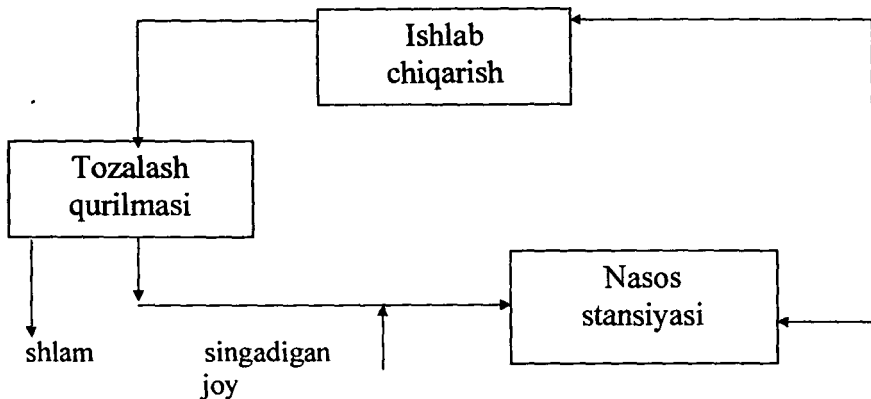 Ishlab
chiqarish
Tozalash
qurilmasi
Nasos
stansiyasi
shlam
singadigan
joy